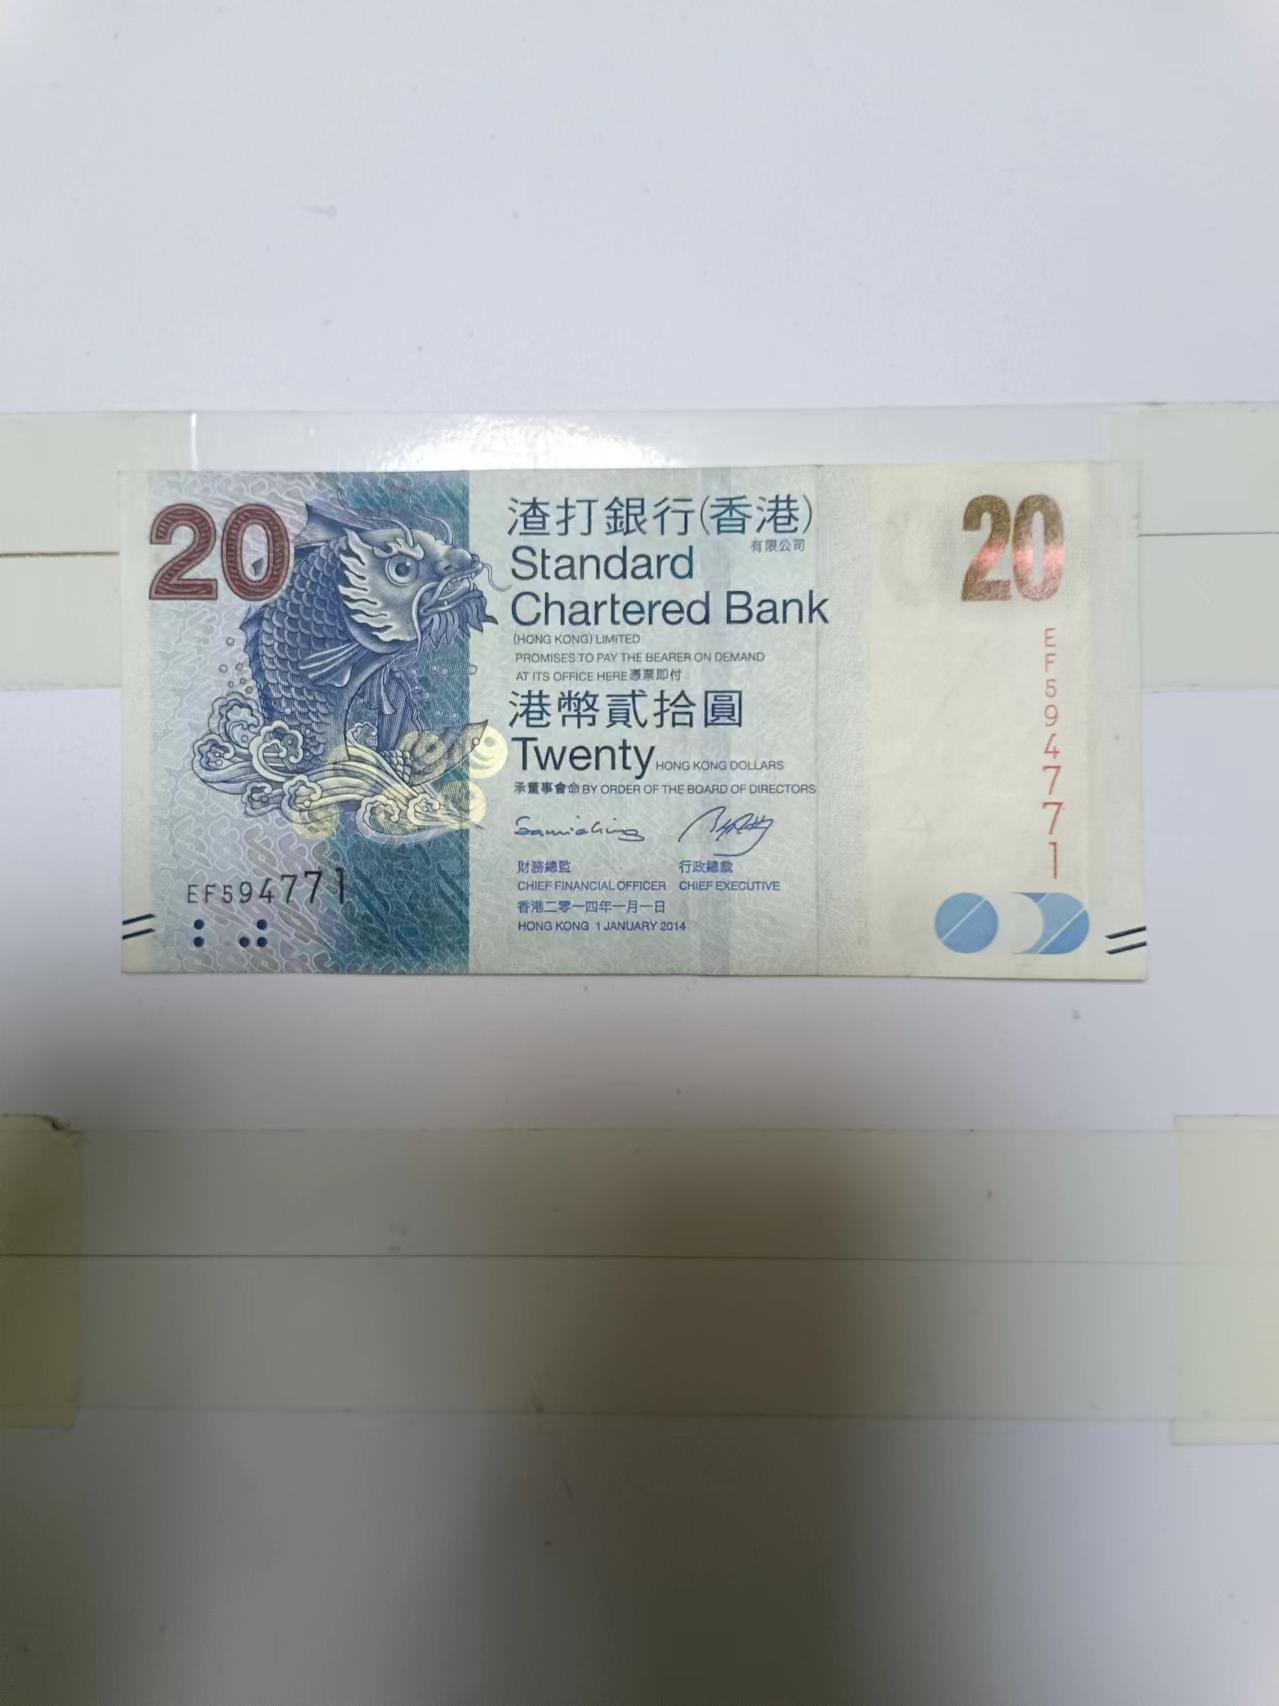 20
渣打銀行(香港)
有限公司
Standard
Chartered Bank
(HONG KONG) LIMITED
PROMISES TO PAY THE BEARER ON DEMAND
AT ITS OFFICE HERE 憑票即付
港幣貳拾圓
Twenty HONG KONG DOLLARS
承董事會命 BY ORDER OF THE BOARD OF DIRECTORS
財務總監 行政總裁
CHIEF FINANCIAL OFFICER CHIEF EXECUTIVE
香港二零一四年一月一日
HONG KONG 1 JANUARY 2014
EF594771
20
EF594771